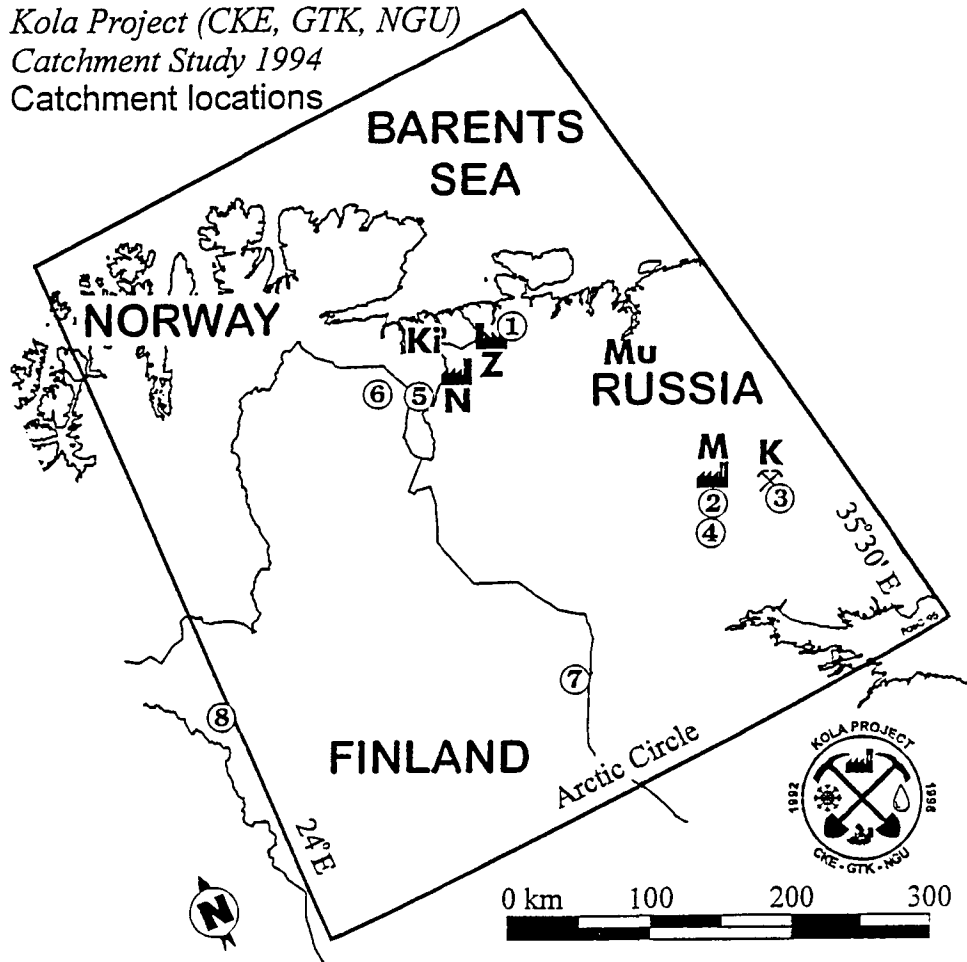 Kola Project (CKE, GTK, NGU)
Catchment Study 1994
Catchment locations
BARENTS
SEA
NORWAY
Ki
1
Z
Mu
RUSSIA
6
5
N
M
K
2
3
4
35°30' E
7
8
FINLAND
Arctic Circle
24°E
N
KOLA PROJECT
1992
1996
CKE - GTK - NGU
0 km 100 200 300